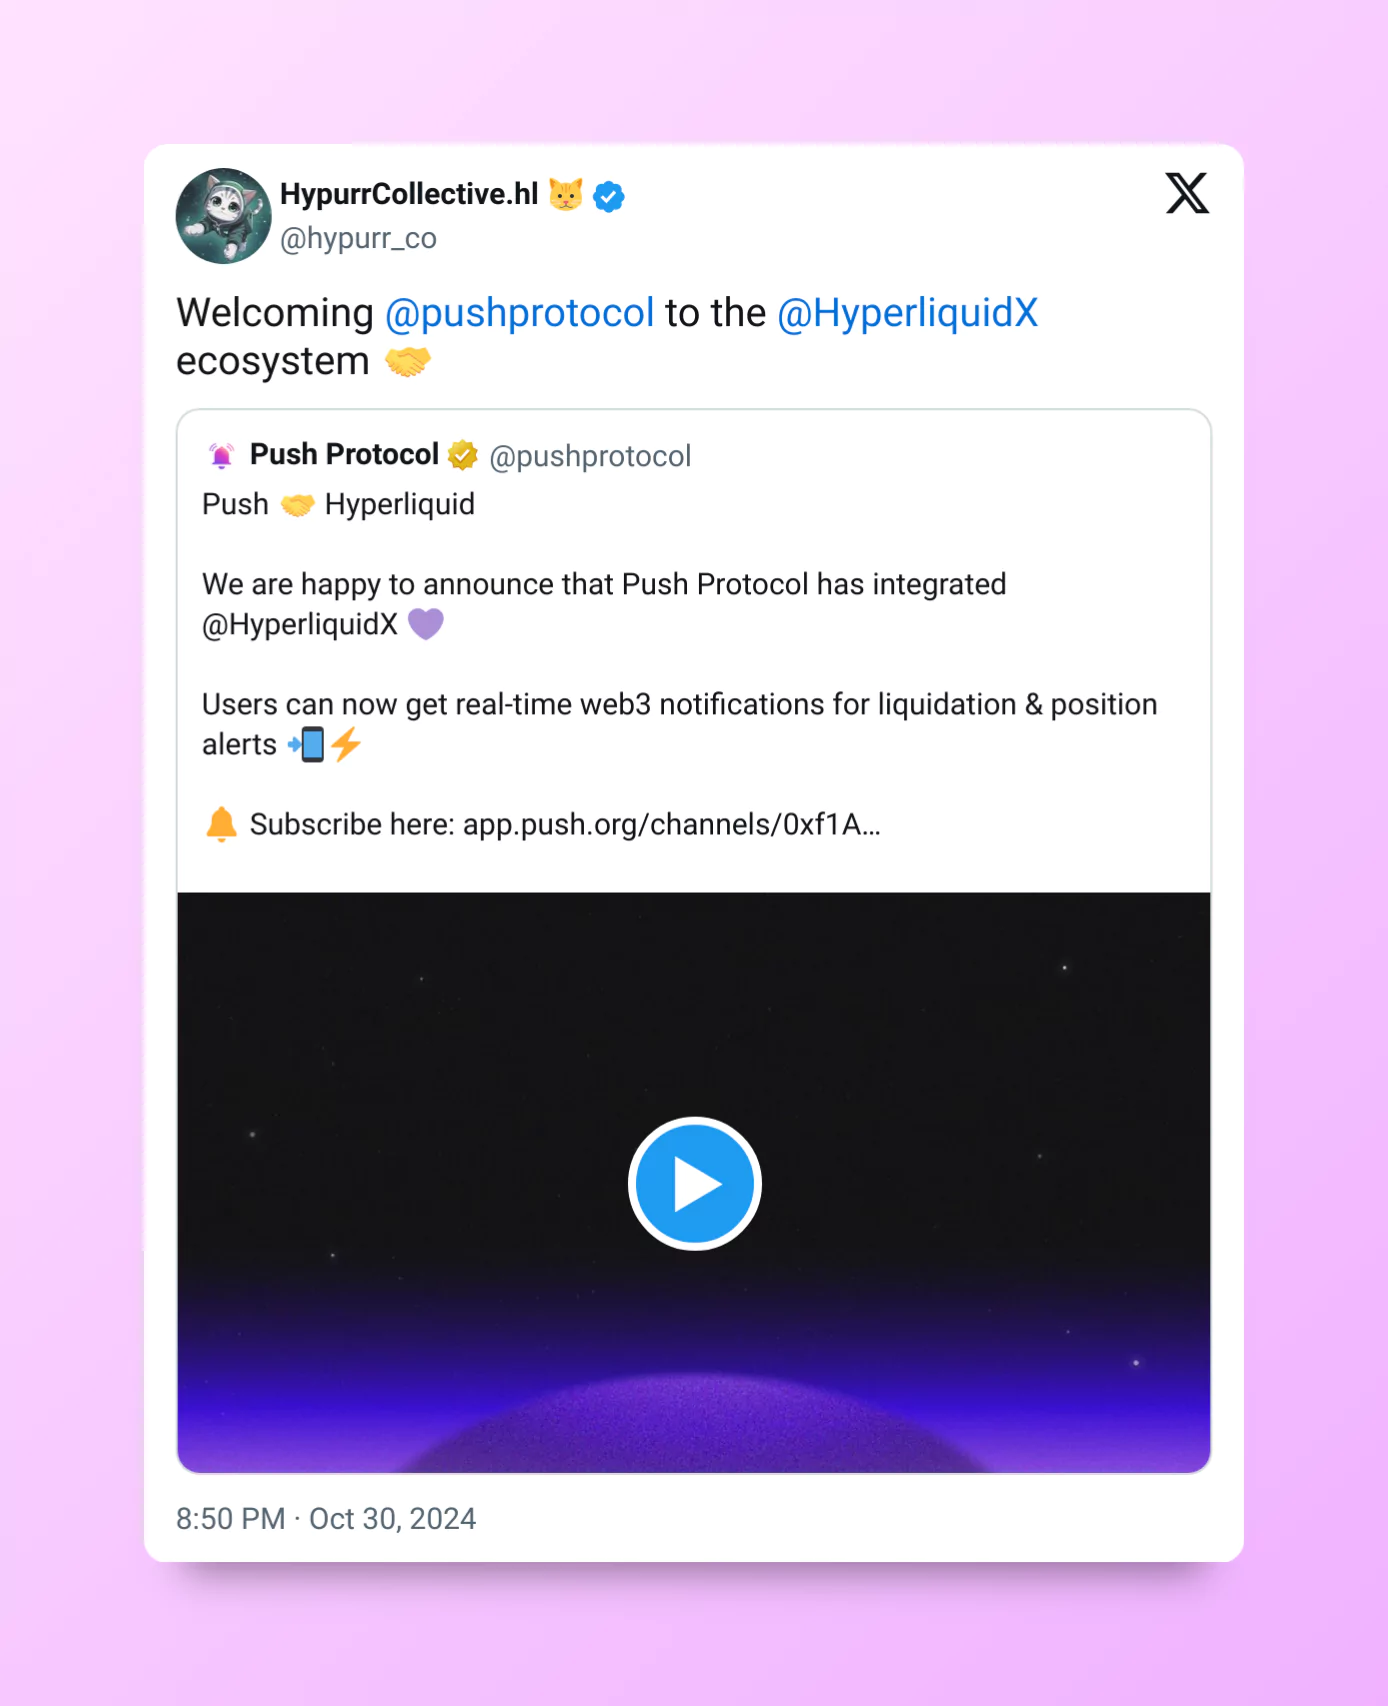 HypurrCollective.hl 🐱
@hypurr_co
Welcoming @pushprotocol to the @HyperliquidX
ecosystem 🤝
Push Protocol @pushprotocol
Push 🤝 Hyperliquid
We are happy to announce that Push Protocol has integrated
@HyperliquidX 💜
Users can now get real-time web3 notifications for liquidation & position
alerts 📲⚡
🔔 Subscribe here: app.push.org/channels/0xf1A…
8:50 PM · Oct 30, 2024